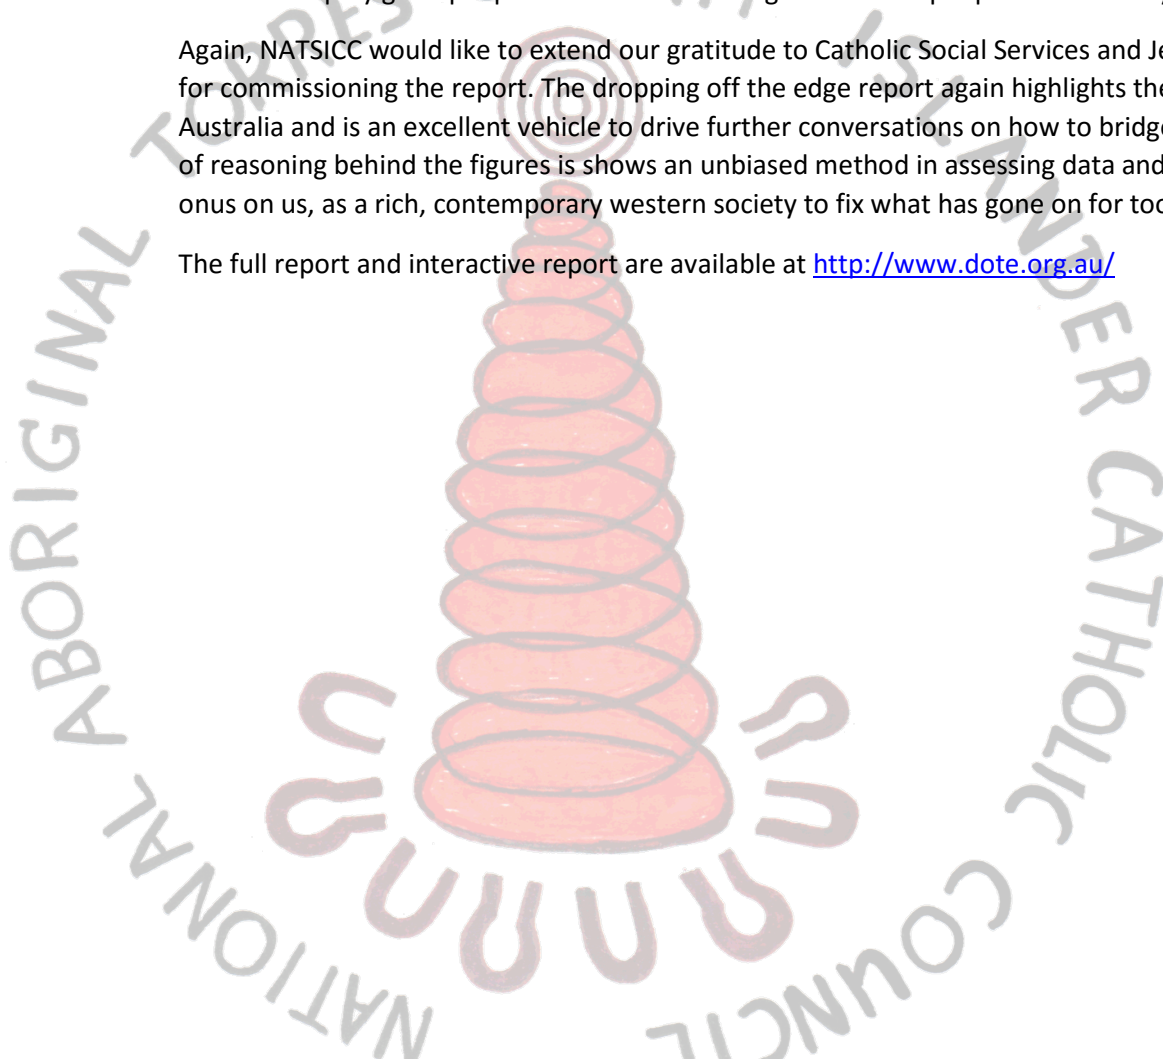 Again, NATSICC would like to extend our gratitude to Catholic Social Services and Je
for commissioning the report. The dropping off the edge report again highlights the
Australia and is an excellent vehicle to drive further conversations on how to bridge
of reasoning behind the figures is shows an unbiased method in assessing data and
onus on us, as a rich, contemporary western society to fix what has gone on for too
The full report and interactive report are available at http://www.dote.org.au/
NATIONAL ABORIGINAL TORRES ISLANDER CATHOLIC COUNCIL